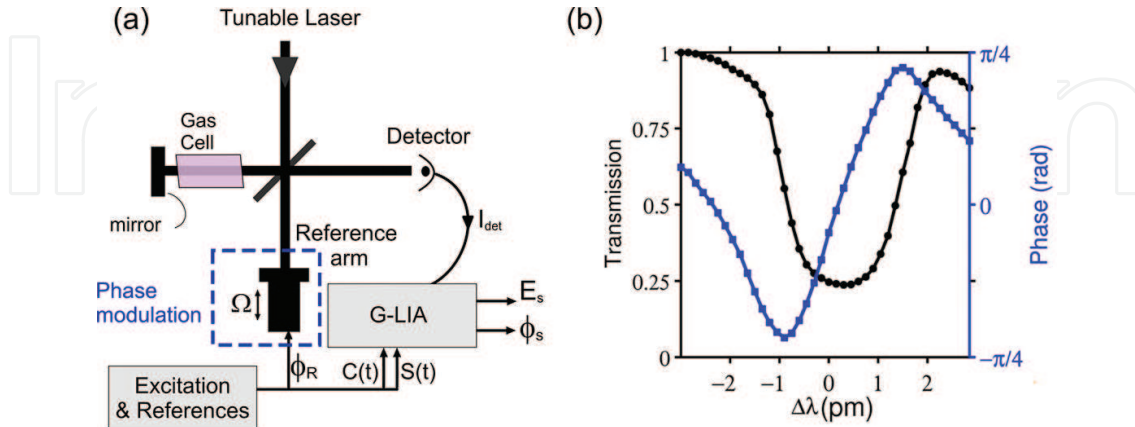 (a)
Tunable Laser
Gas
Cell
Detector
mirror
I_det
Reference
arm
Phase
modulation
Ω
G-LIA
E_s
ϕ_s
ϕ_R
C(t)
S(t)
Excitation
& References
(b)
Transmission
1
0.75
0.5
0.25
0
−2
−1
0
1
2
Δλ(pm)
π/4
0
−π/4
Phase (rad)